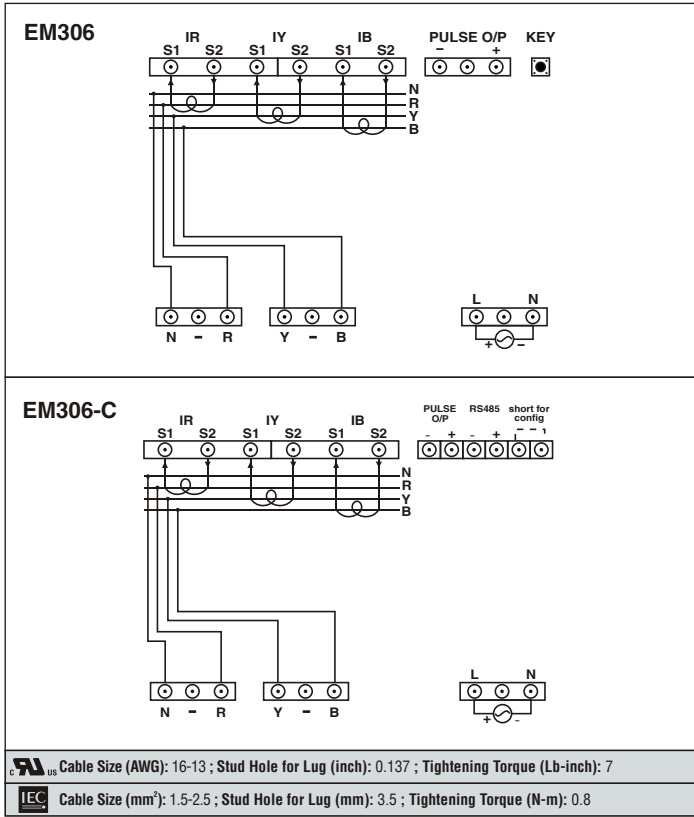 EM306
IR IY IB PULSE O/P KEY
S1 S2 S1 S2 S1 S2 – +
N
R
Y
B
L N
N – R Y – B
+ –
EM306-C
IR IY IB PULSE O/P RS485 short for config
S1 S2 S1 S2 S1 S2 - + - +
N
R
Y
B
L N
N – R Y – B
+ -
c RU us Cable Size (AWG): 16-13 ; Stud Hole for Lug (inch): 0.137 ; Tightening Torque (Lb-inch): 7
IEC Cable Size (mm²): 1.5-2.5 ; Stud Hole for Lug (mm): 3.5 ; Tightening Torque (N-m): 0.8